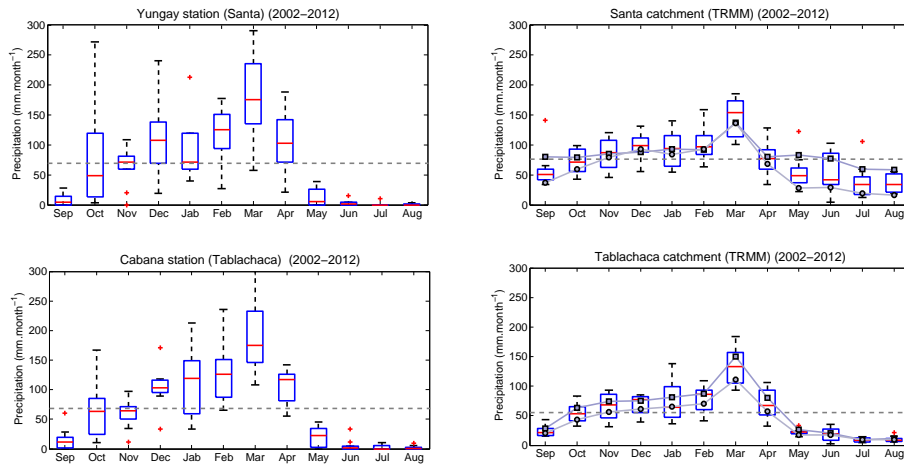 Yungay station (Santa) (2002−2012)
Precipitation (mm.month−1)
300
250
200
150
100
50
0
Sep Oct Nov Dec Jab Feb Mar Apr May Jun Jul Aug
Santa catchment (TRMM) (2002−2012)
Precipitation (mm.month−1)
300
250
200
150
100
50
0
Sep Oct Nov Dec Jab Feb Mar Apr May Jun Jul Aug
Cabana station (Tablachaca) (2002−2012)
Precipitation (mm.month−1)
300
250
200
150
100
50
0
Sep Oct Nov Dec Jab Feb Mar Apr May Jun Jul Aug
Tablachaca catchment (TRMM) (2002−2012)
Precipitation (mm.month−1)
300
250
200
150
100
50
0
Sep Oct Nov Dec Jab Feb Mar Apr May Jun Jul Aug